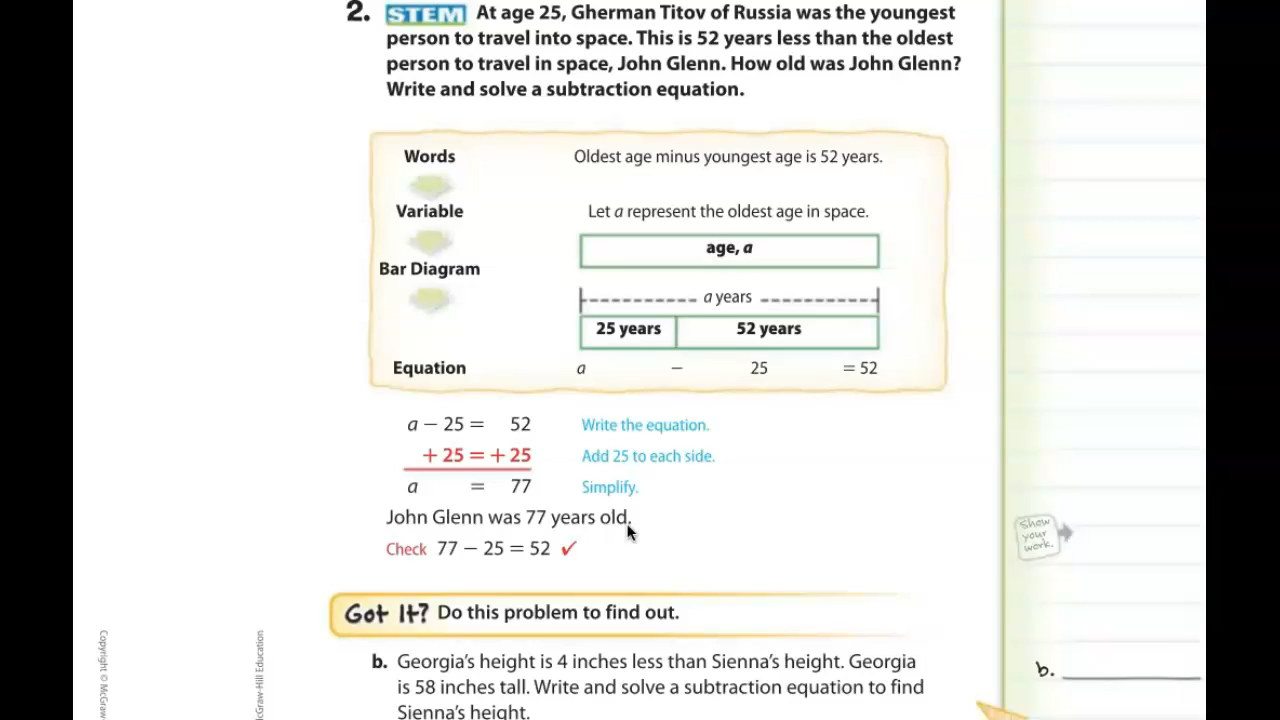 2. STEM At age 25, Gherman Titov of Russia was the youngest
person to travel into space. This is 52 years less than the oldest
person to travel in space, John Glenn. How old was John Glenn?
Write and solve a subtraction equation.
Words Oldest age minus youngest age is 52 years.
Variable Let a represent the oldest age in space.
age, a
Bar Diagram
a years
25 years 52 years
Equation a − 25 = 52
a − 25 = 52 Write the equation.
+ 25 = + 25 Add 25 to each side.
a = 77 Simplify.
John Glenn was 77 years old.
Check 77 − 25 = 52 ✓
Show
your
work.
Got It? Do this problem to find out.
b. Georgia's height is 4 inches less than Sienna's height. Georgia
is 58 inches tall. Write and solve a subtraction equation to find
Sienna's height.
b.
Copyright © McGraw
Graw-Hill Education